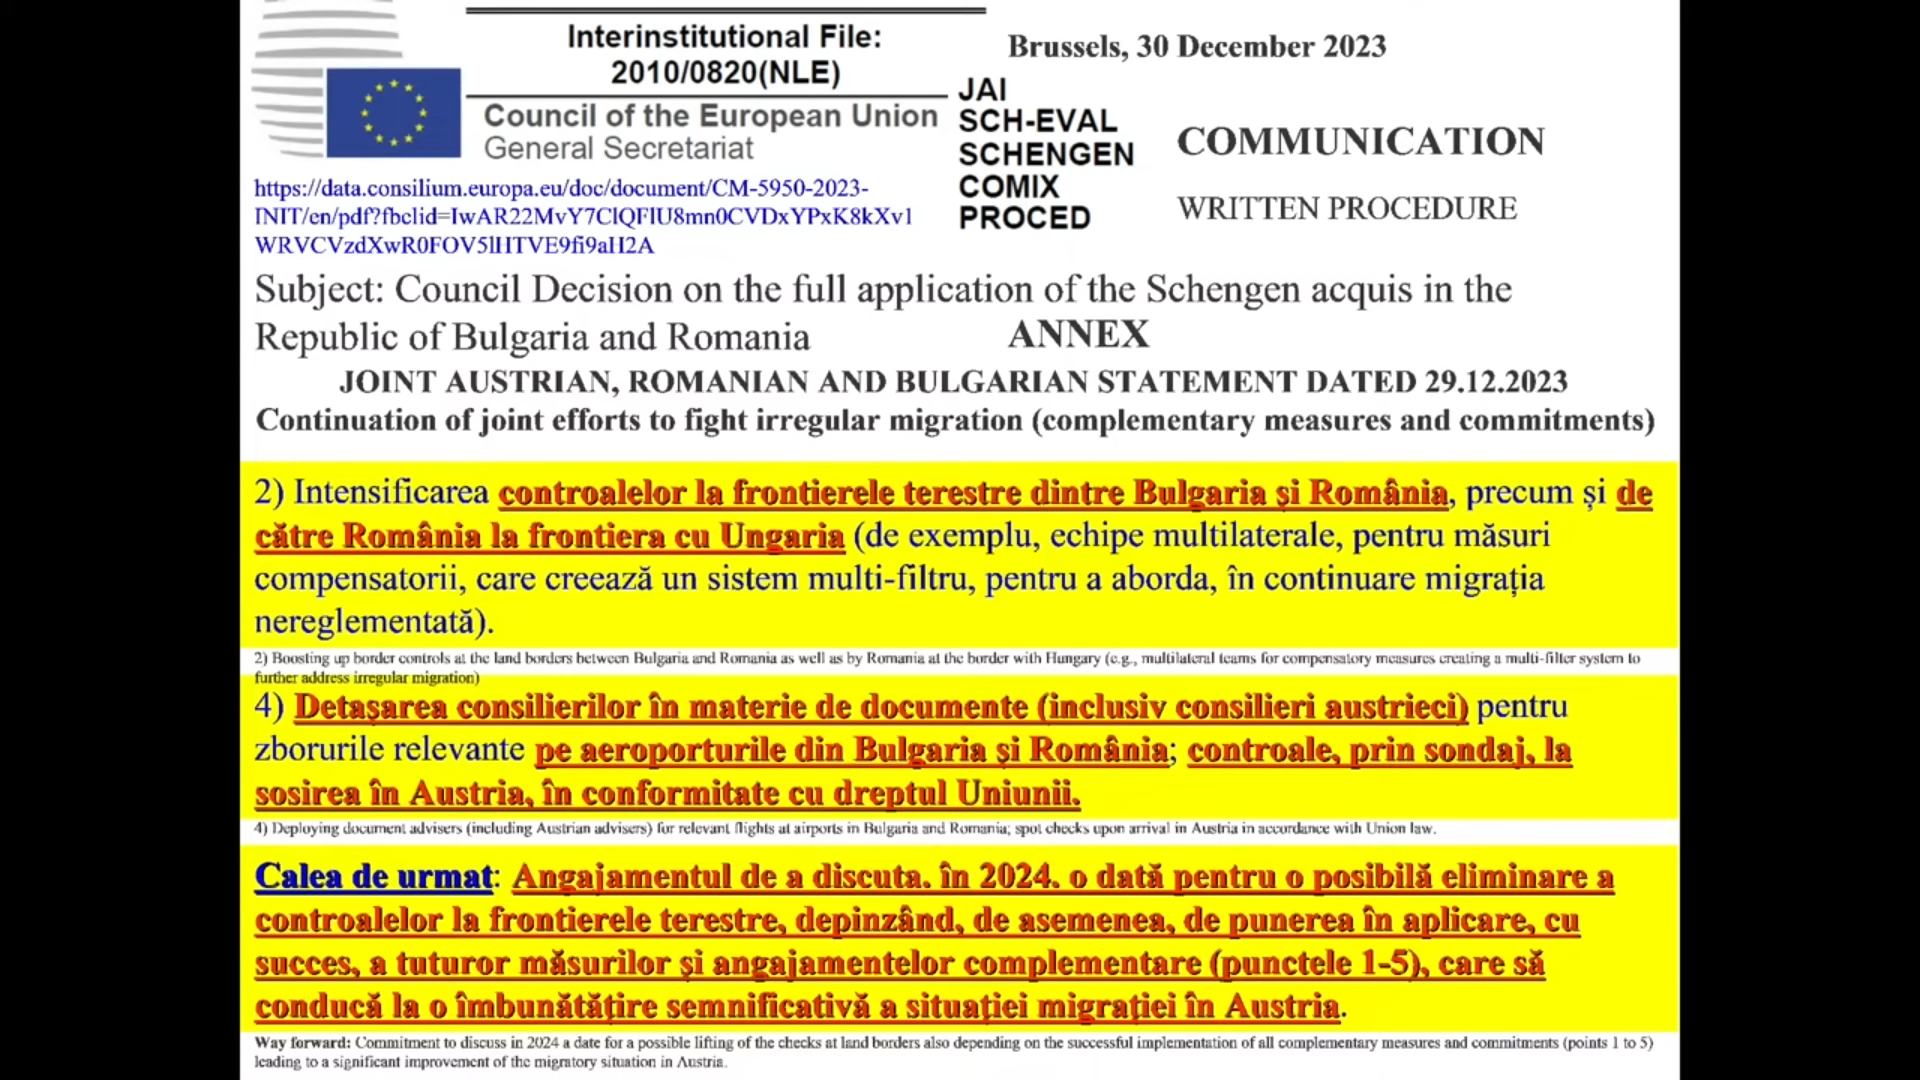 Interinstitutional File:
2010/0820(NLE)
Brussels, 30 December 2023
Council of the European Union
General Secretariat
JAI
SCH-EVAL
SCHENGEN
COMIX
PROCED
COMMUNICATION
WRITTEN PROCEDURE
https://data.consilium.europa.eu/doc/document/CM-5950-2023-
INIT/en/pdf?fbclid=IwAR22MvY7ClQFlU8mn0CVDxYPxK8kXv1
WRVCVzdXwR0FOV5lHTVE9fi9aH2A
Subject: Council Decision on the full application of the Schengen acquis in the
Republic of Bulgaria and Romania
ANNEX
JOINT AUSTRIAN, ROMANIAN AND BULGARIAN STATEMENT DATED 29.12.2023
Continuation of joint efforts to fight irregular migration (complementary measures and commitments)
2) Intensificarea controalelor la frontierele terestre dintre Bulgaria și România, precum și de
către România la frontiera cu Ungaria (de exemplu, echipe multilaterale, pentru măsuri
compensatorii, care creează un sistem multi-filtru, pentru a aborda, în continuare migrația
nereglementată).
2) Boosting up border controls at the land borders between Bulgaria and Romania as well as by Romania at the border with Hungary (e.g., multilateral teams for compensatory measures creating a multi-filter system to
further address irregular migration)
4) Detașarea consilierilor în materie de documente (inclusiv consilieri austrieci) pentru
zborurile relevante pe aeroporturile din Bulgaria și România; controale, prin sondaj, la
sosirea în Austria, în conformitate cu dreptul Uniunii.
4) Deploying document advisers (including Austrian advisers) for relevant flights at airports in Bulgaria and Romania; spot checks upon arrival in Austria in accordance with Union law.
Calea de urmat: Angajamentul de a discuta. în 2024. o dată pentru o posibilă eliminare a
controalelor la frontierele terestre, depinzând, de asemenea, de punerea în aplicare, cu
succes, a tuturor măsurilor și angajamentelor complementare (punctele 1-5), care să
conducă la o îmbunătățire semnificativă a situației migrației în Austria.
Way forward: Commitment to discuss in 2024 a date for a possible lifting of the checks at land borders also depending on the successful implementation of all complementary measures and commitments (points 1 to 5)
leading to a significant improvement of the migratory situation in Austria.